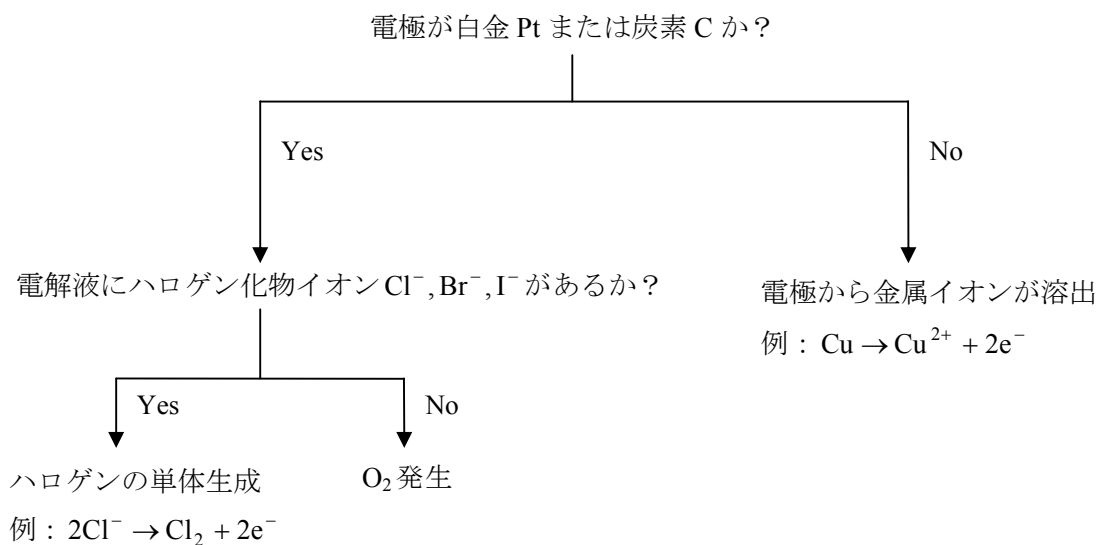 電極が白金 Pt または炭素 C か？
Yes
No
電解液にハロゲン化物イオン Cl⁻, Br⁻, I⁻ があるか？
電極から金属イオンが溶出
例：Cu → Cu²⁺ + 2e⁻
Yes
No
ハロゲンの単体生成
O₂ 発生
例：2Cl⁻ → Cl₂ + 2e⁻